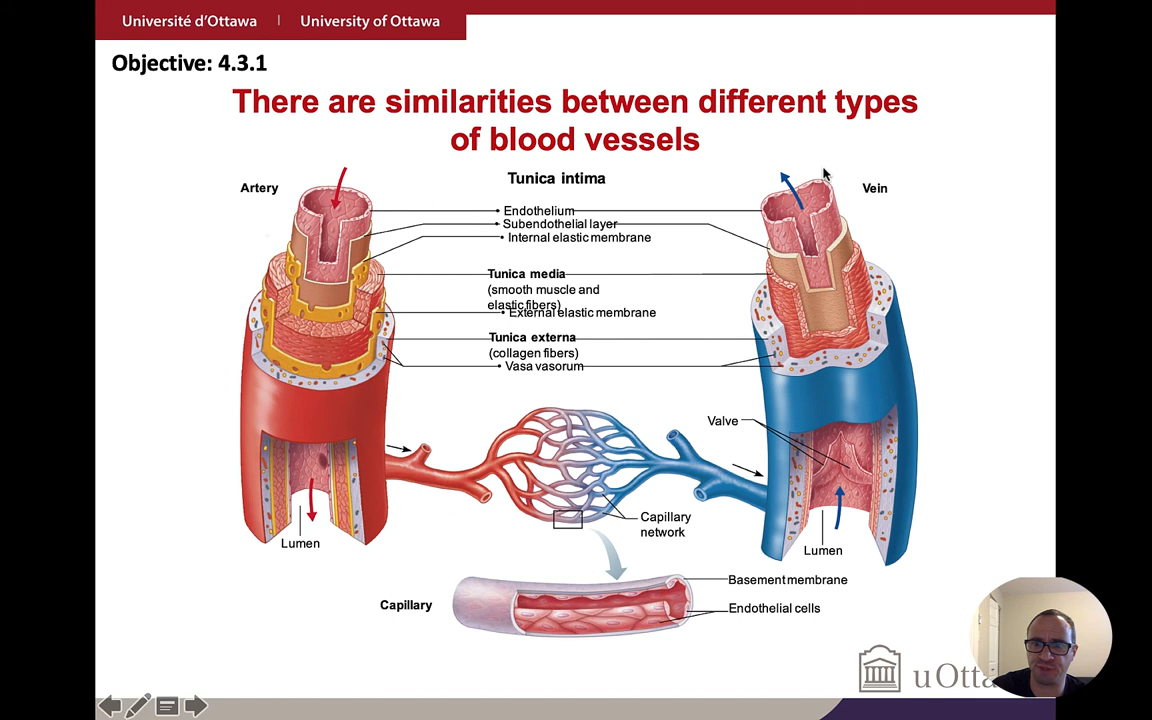 Université d'Ottawa | University of Ottawa
Objective: 4.3.1
There are similarities between different types
of blood vessels
Artery
Tunica intima
Vein
• Endothelium
• Subendothelial layer
• Internal elastic membrane
Tunica media
(smooth muscle and
elastic fibers)
• External elastic membrane
Tunica externa
(collagen fibers)
• Vasa vasorum
Valve
Capillary
network
Lumen
Lumen
Basement membrane
Capillary
Endothelial cells